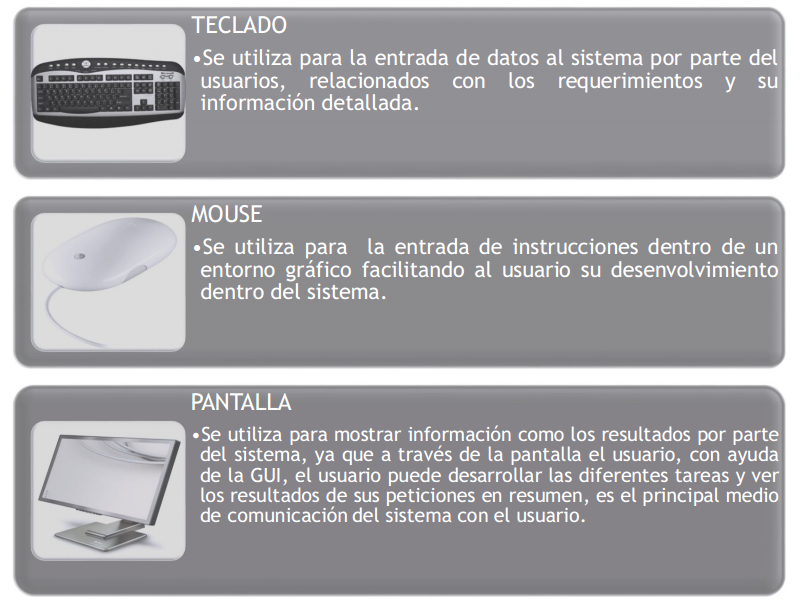 TECLADO
•Se utiliza para la entrada de datos al sistema por parte del
usuarios, relacionados con los requerimientos y su
información detallada.
MOUSE
•Se utiliza para la entrada de instrucciones dentro de un
entorno gráfico facilitando al usuario su desenvolvimiento
dentro del sistema.
PANTALLA
•Se utiliza para mostrar información como los resultados por parte
del sistema, ya que a través de la pantalla el usuario, con ayuda
de la GUI, el usuario puede desarrollar las diferentes tareas y ver
los resultados de sus peticiones en resumen, es el principal medio
de comunicación del sistema con el usuario.